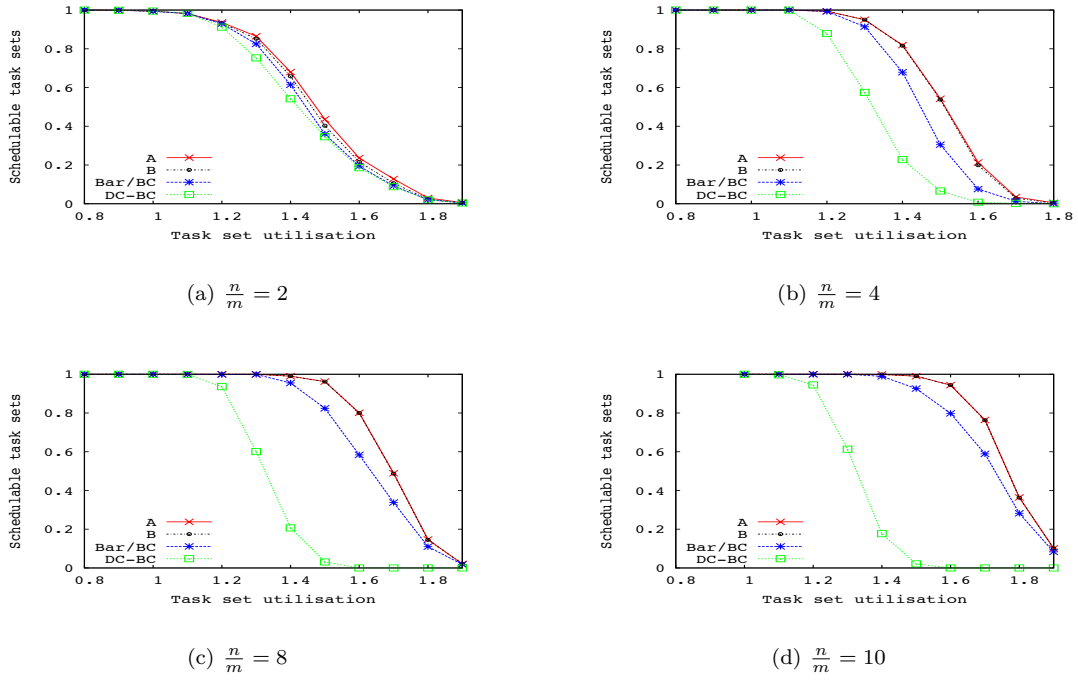 Schedulable task sets
1
0.8
0.6
0.4
0.2
0
A
B
Bar/BC
DC-BC
0.8 1 1.2 1.4 1.6 1.8
Task set utilisation
(a) n/m = 2
Schedulable task sets
1
0.8
0.6
0.4
0.2
0
A
B
Bar/BC
DC-BC
0.8 1 1.2 1.4 1.6 1.8
Task set utilisation
(b) n/m = 4
Schedulable task sets
1
0.8
0.6
0.4
0.2
0
A
B
Bar/BC
DC-BC
0.8 1 1.2 1.4 1.6 1.8
Task set utilisation
(c) n/m = 8
Schedulable task sets
1
0.8
0.6
0.4
0.2
0
A
B
Bar/BC
DC-BC
0.8 1 1.2 1.4 1.6 1.8
Task set utilisation
(d) n/m = 10